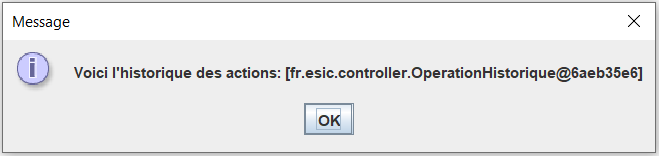 Message
Voici l'historique des actions: [fr.esic.controller.OperationHistorique@6aeb35e6]
OK